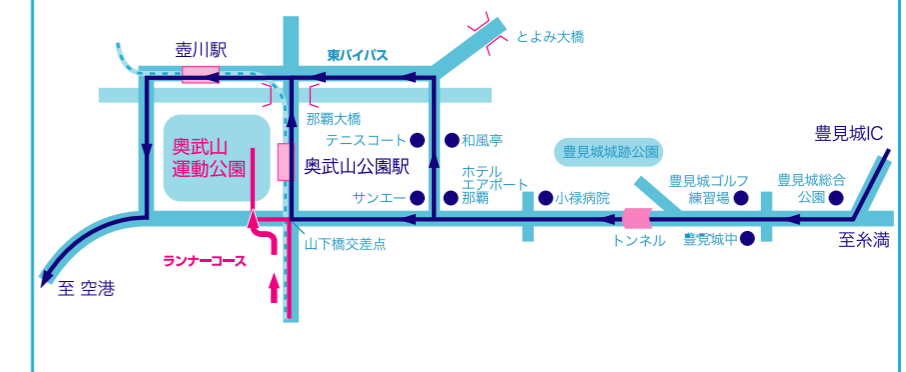 とよみ大橋
壺川駅
東バイパス
那覇大橋
テニスコート
和風亭
奥武山
運動公園
奥武山公園駅
ホテル
エアポート
那覇
サンエー
豊見城城跡公園
豊見城IC
小禄病院
豊見城ゴルフ
練習場
豊見城総合
公園
トンネル
豊見城中
至糸満
山下橋交差点
ランナーコース
至 空港